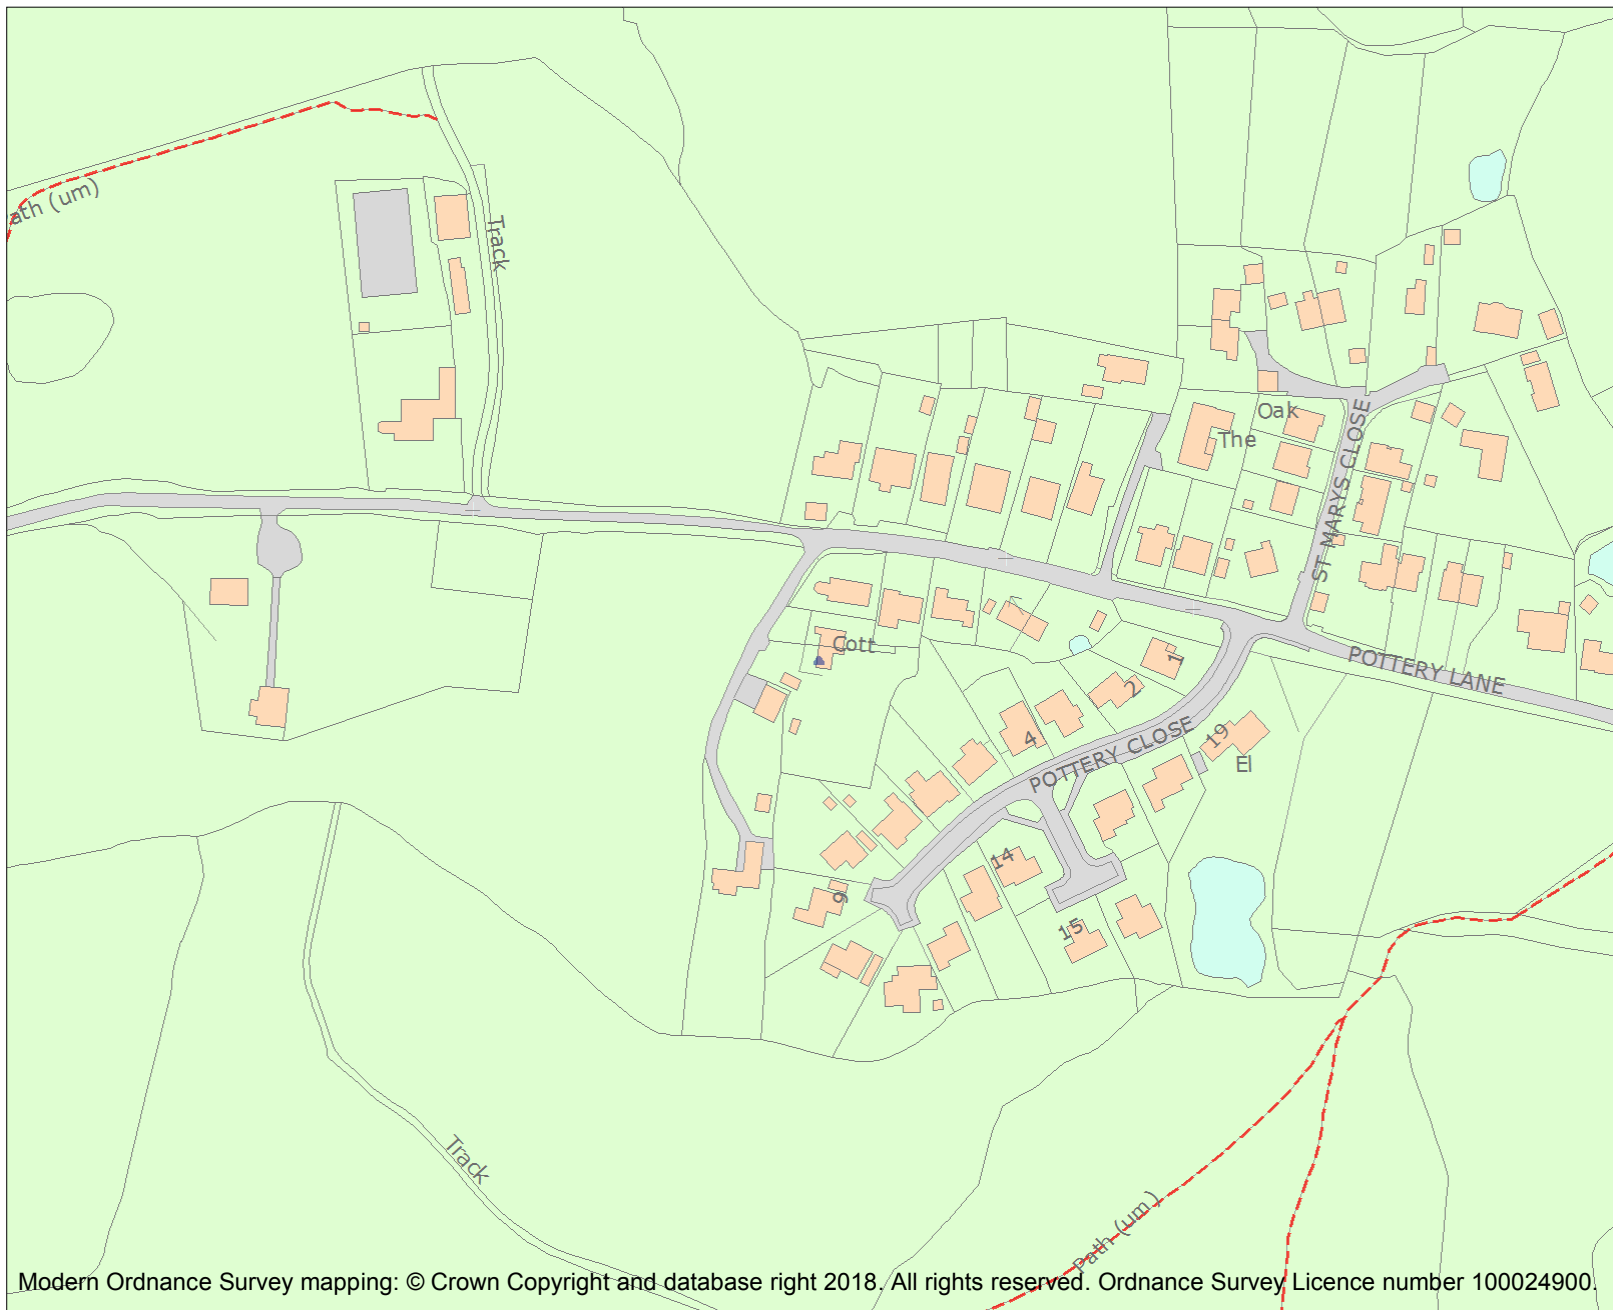 ath (um)
Track
Oak
The
ST MARYS CLOSE
Cott
1
POTTERY LANE
2
4
19
POTTERY CLOSE
El
14
9
15
Track
Path (um)
Modern Ordnance Survey mapping: © Crown Copyright and database right 2018. All rights reserved. Ordnance Survey Licence number 100024900.